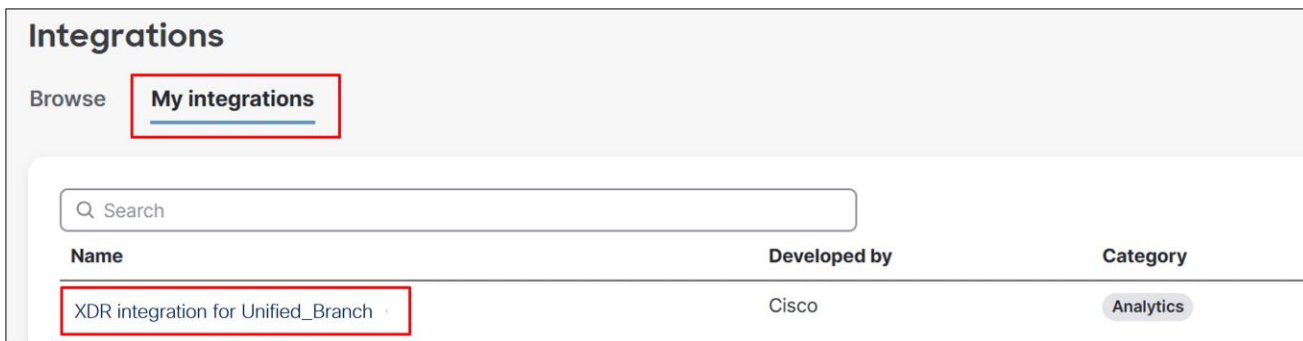 Integrations
Browse My integrations
Search
Name Developed by Category
XDR integration for Unified_Branch Cisco Analytics